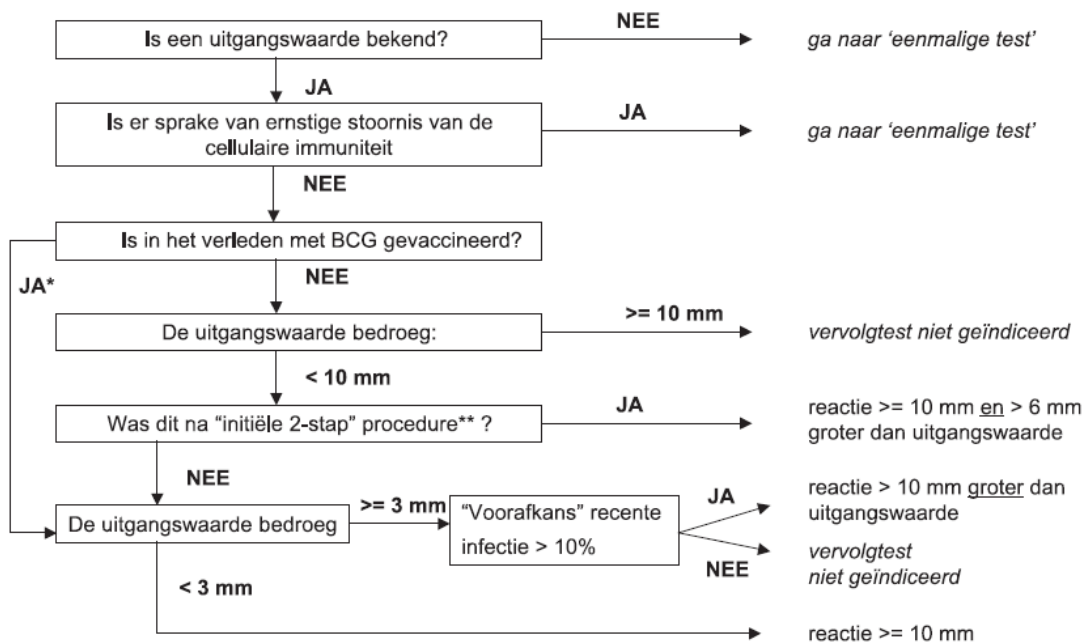 Is een uitgangswaarde bekend?
NEE
ga naar ‘eenmalige test’
JA
Is er sprake van ernstige stoornis van de
cellulaire immuniteit
JA
ga naar ‘eenmalige test’
NEE
Is in het verleden met BCG gevaccineerd?
JA*
NEE
De uitgangswaarde bedroeg:
>= 10 mm
vervolgtest niet geïndiceerd
< 10 mm
Was dit na “initiële 2-stap” procedure** ?
JA
reactie >= 10 mm en > 6 mm
groter dan uitgangswaarde
NEE
De uitgangswaarde bedroeg
>= 3 mm
“Voorafkans” recente
infectie > 10%
JA
reactie > 10 mm groter dan
uitgangswaarde
NEE
vervolgtest
niet geïndiceerd
< 3 mm
reactie >= 10 mm